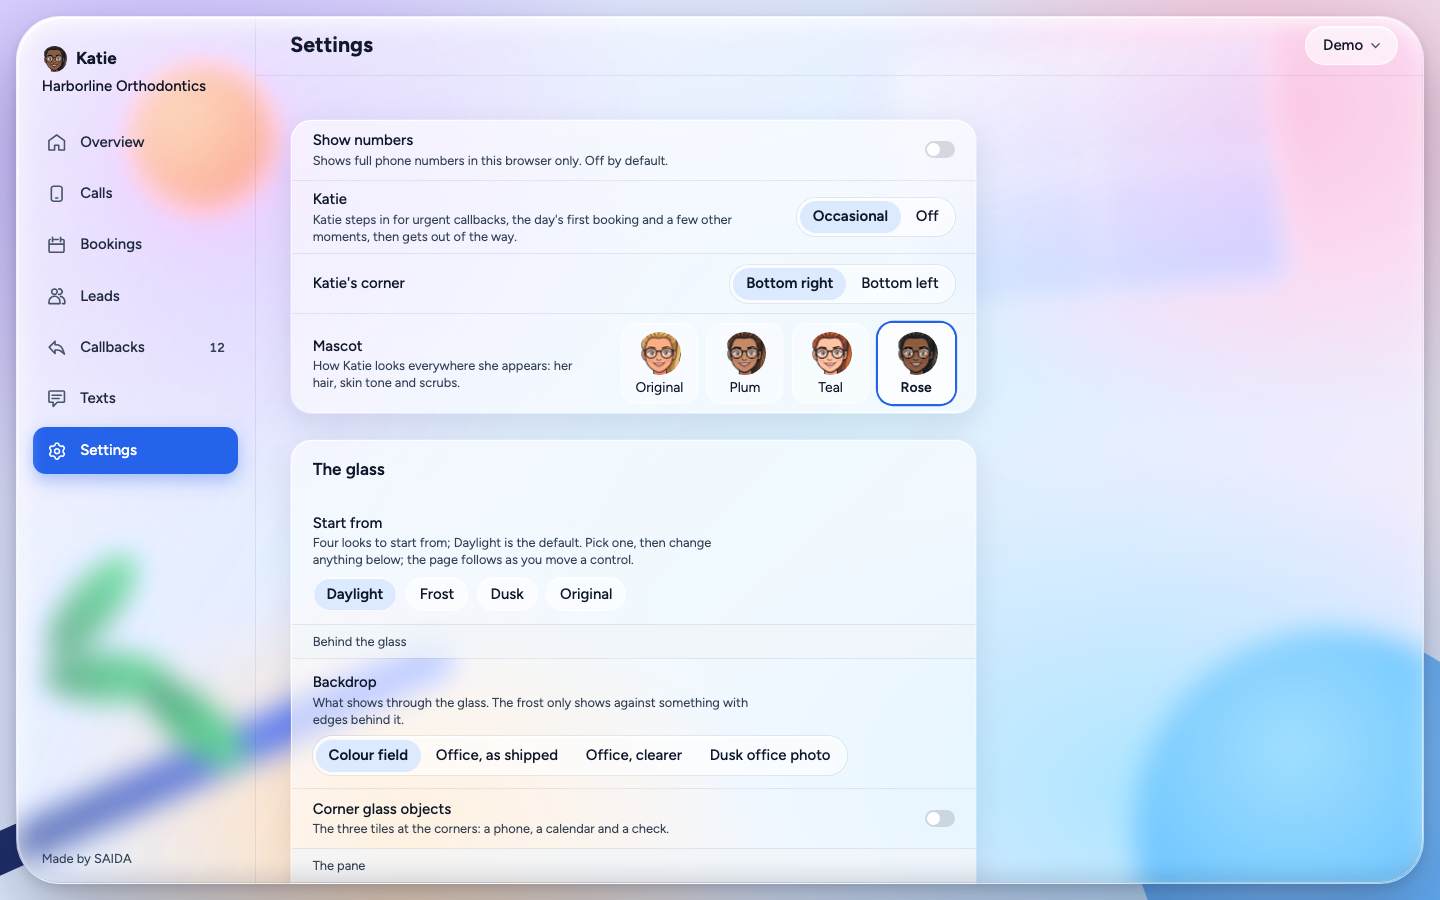 Katie
Harborline Orthodontics
Overview
Calls
Bookings
Leads
Callbacks 12
Texts
Settings
Made by SAIDA
Settings
Demo
Show numbers
Shows full phone numbers in this browser only. Off by default.
Katie
Katie steps in for urgent callbacks, the day's first booking and a few other
moments, then gets out of the way.
Occasional Off
Katie's corner
Bottom right Bottom left
Mascot
How Katie looks everywhere she appears: her
hair, skin tone and scrubs.
Original Plum Teal Rose
The glass
Start from
Four looks to start from; Daylight is the default. Pick one, then change
anything below; the page follows as you move a control.
Daylight Frost Dusk Original
Behind the glass
Backdrop
What shows through the glass. The frost only shows against something with
edges behind it.
Colour field Office, as shipped Office, clearer Dusk office photo
Corner glass objects
The three tiles at the corners: a phone, a calendar and a check.
The pane